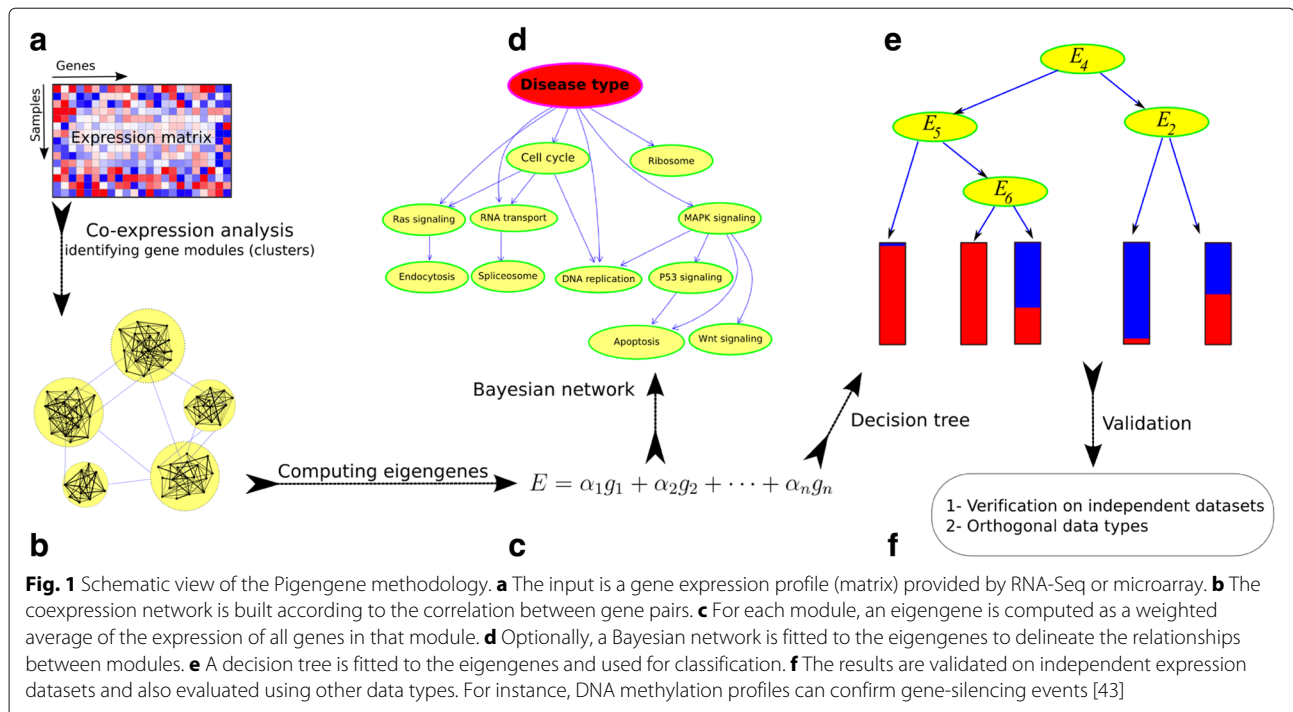 a
Genes
Samples
Expression matrix
Co-expression analysis
identifying gene modules (clusters)
b
Computing eigengenes
c
E = α₁g₁ + α₂g₂ + · · · + αₙgₙ
Bayesian network
Decision tree
d
Disease type
Cell cycle
Ribosome
Ras signaling
RNA transport
MAPK signaling
Endocytosis
Spliceosome
DNA replication
P53 signaling
Apoptosis
Wnt signaling
e
E₄
E₅
E₂
E₆
Validation
1- Verification on independent datasets
2- Orthogonal data types
f
Fig. 1 Schematic view of the Pigengene methodology. a The input is a gene expression profile (matrix) provided by RNA-Seq or microarray. b The
coexpression network is built according to the correlation between gene pairs. c For each module, an eigengene is computed as a weighted
average of the expression of all genes in that module. d Optionally, a Bayesian network is fitted to the eigengenes to delineate the relationships
between modules. e A decision tree is fitted to the eigengenes and used for classification. f The results are validated on independent expression
datasets and also evaluated using other data types. For instance, DNA methylation profiles can confirm gene-silencing events [43]